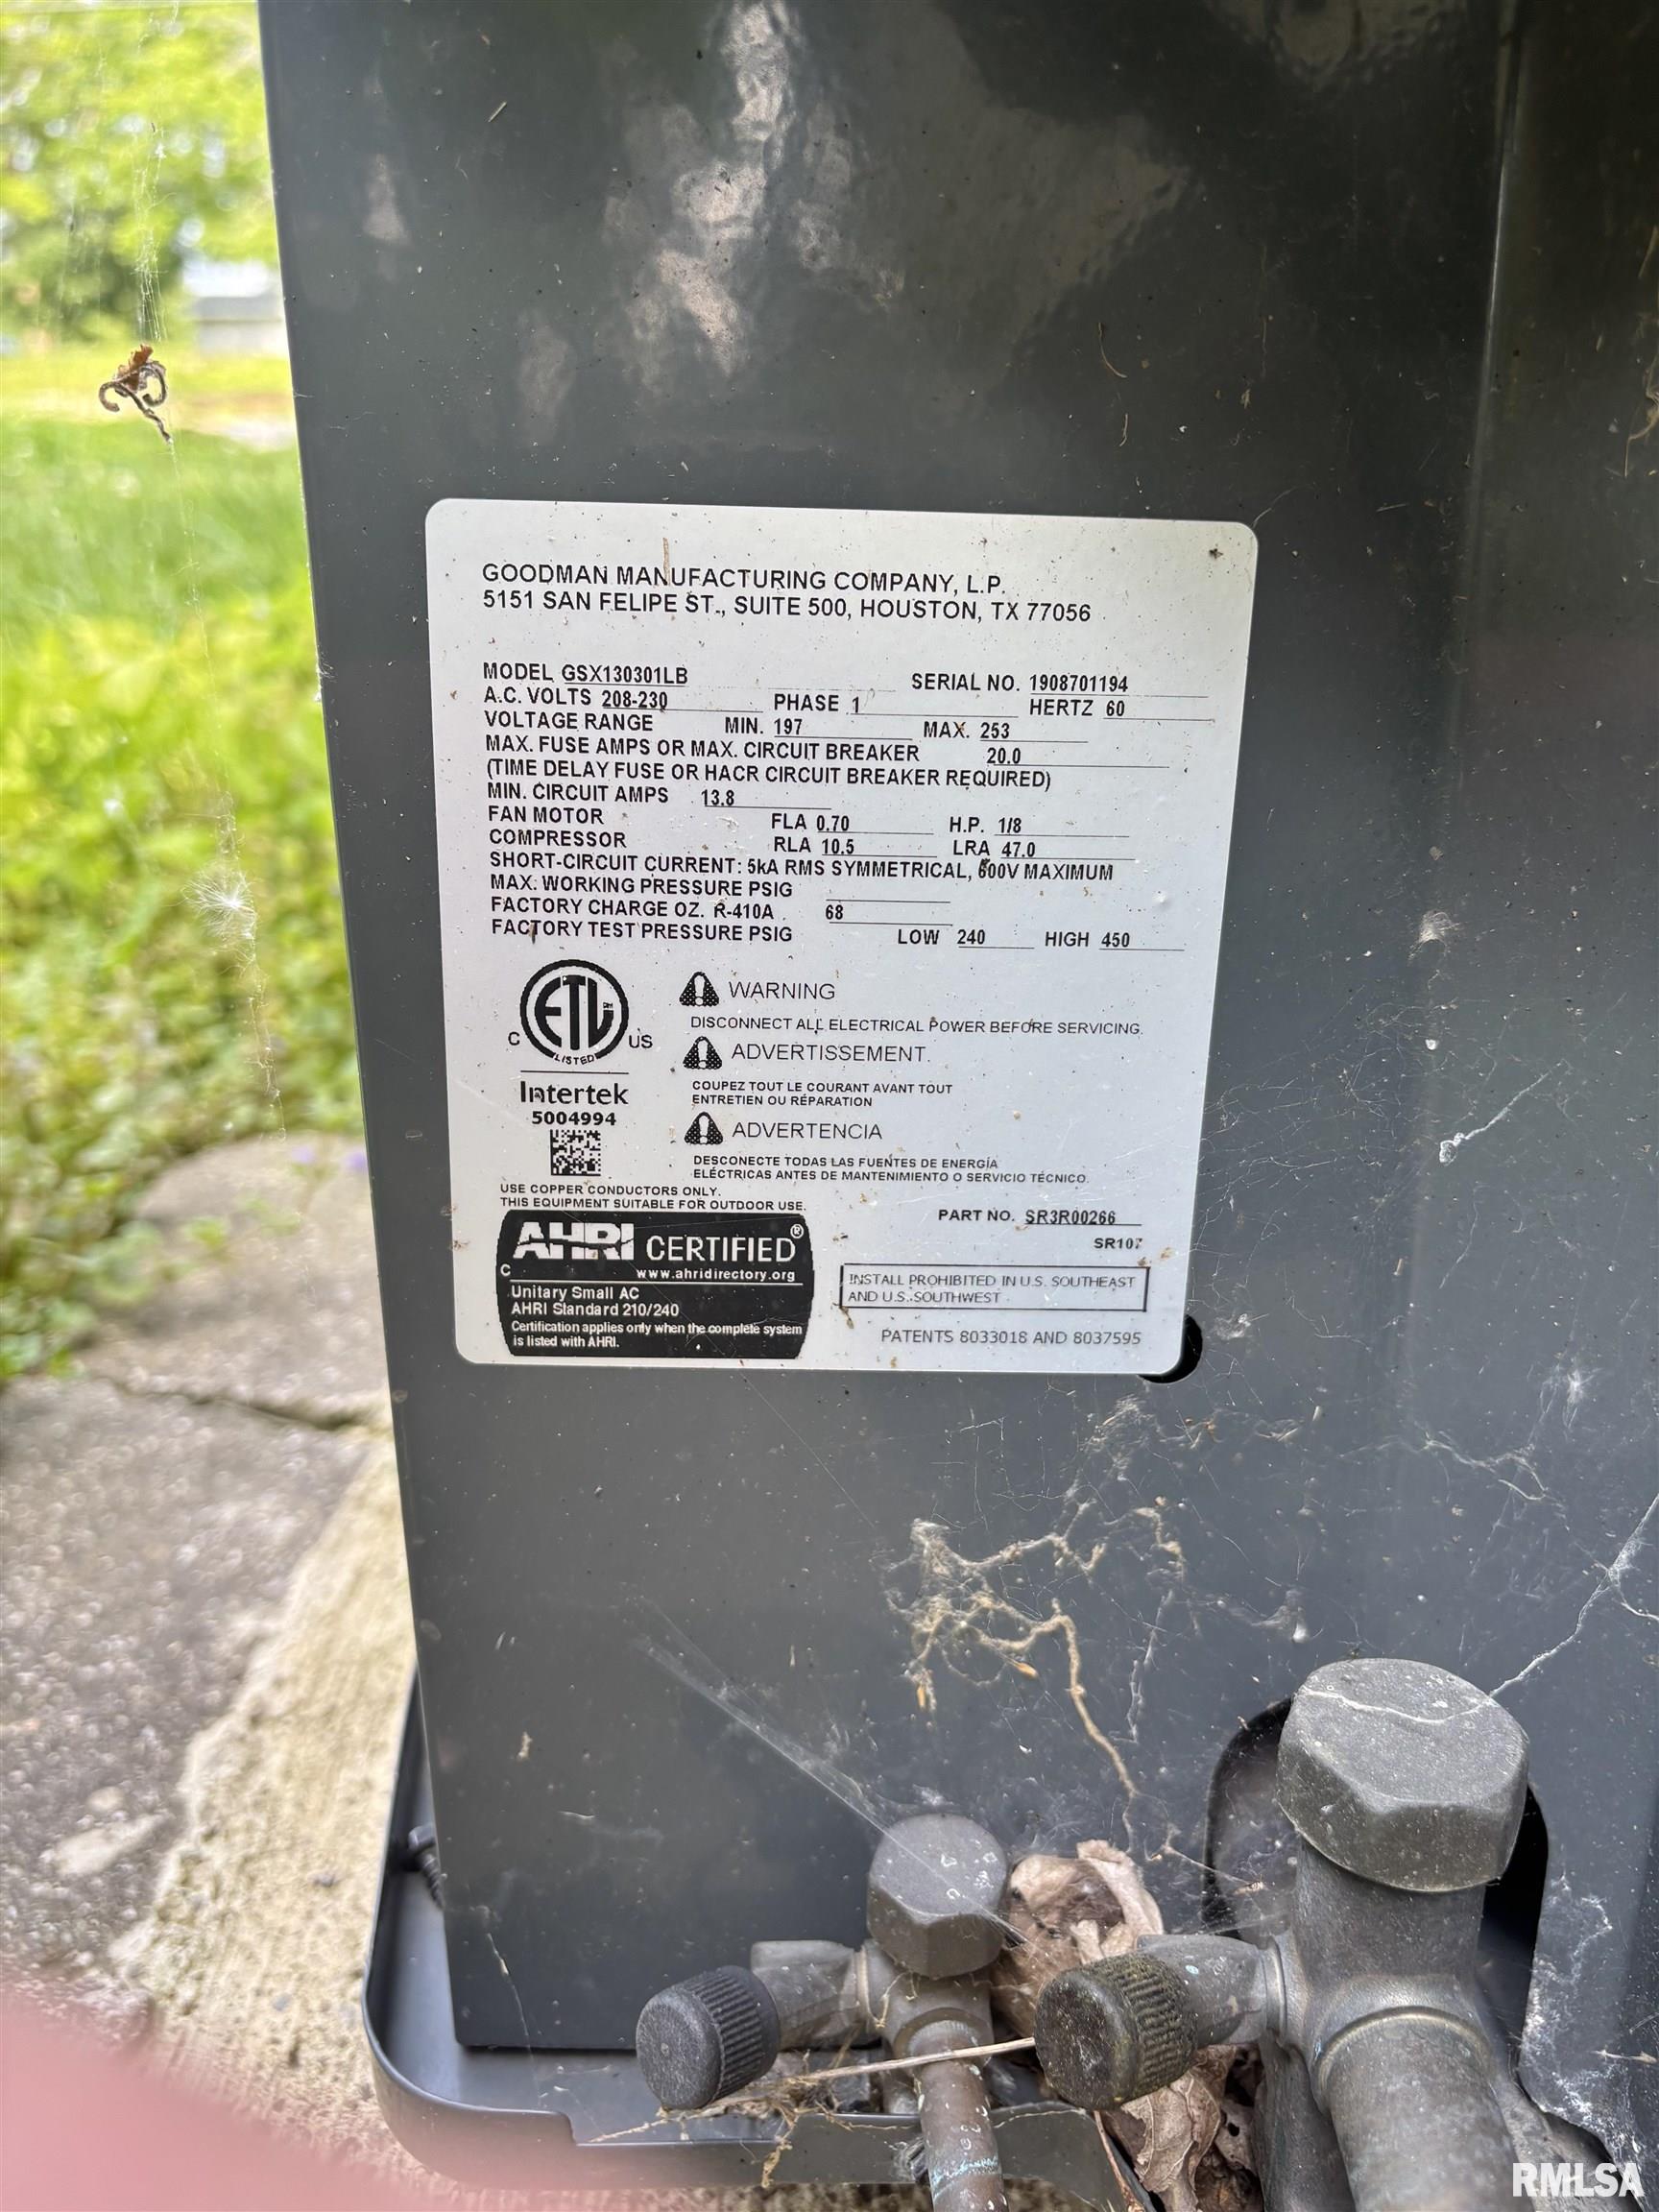 GOODMAN MANUFACTURING COMPANY, L.P.
5151 SAN FELIPE ST., SUITE 500, HOUSTON, TX 77056
MODEL GSX130301LB SERIAL NO. 1908701194
A.C. VOLTS 208-230 PHASE 1 HERTZ 60
VOLTAGE RANGE MIN. 197 MAX. 253
MAX. FUSE AMPS OR MAX. CIRCUIT BREAKER 20.0
(TIME DELAY FUSE OR HACR CIRCUIT BREAKER REQUIRED)
MIN. CIRCUIT AMPS 13.8
FAN MOTOR FLA 0.70 H.P. 1/8
COMPRESSOR RLA 10.5 LRA 47.0
SHORT-CIRCUIT CURRENT: 5kA RMS SYMMETRICAL, 600V MAXIMUM
MAX. WORKING PRESSURE PSIG
FACTORY CHARGE OZ. R-410A 68
FACTORY TEST PRESSURE PSIG LOW 240 HIGH 450
ETL
LISTED
C US
Intertek
5004994
WARNING
DISCONNECT ALL ELECTRICAL POWER BEFORE SERVICING.
ADVERTISSEMENT.
COUPEZ TOUT LE COURANT AVANT TOUT
ENTRETIEN OU RÉPARATION
ADVERTENCIA
DESCONECTE TODAS LAS FUENTES DE ENERGÍA
ELÉCTRICAS ANTES DE MANTENIMIENTO O SERVICIO TÉCNICO.
USE COPPER CONDUCTORS ONLY.
THIS EQUIPMENT SUITABLE FOR OUTDOOR USE.
AHRI CERTIFIED®
C www.ahridirectory.org
Unitary Small AC
AHRI Standard 210/240
Certification applies only when the complete system
is listed with AHRI.
PART NO. SR3R00266
INSTALL PROHIBITED IN U.S. SOUTHEAST
AND U.S. SOUTHWEST
PATENTS 8033018 AND 8037595
RMLSA